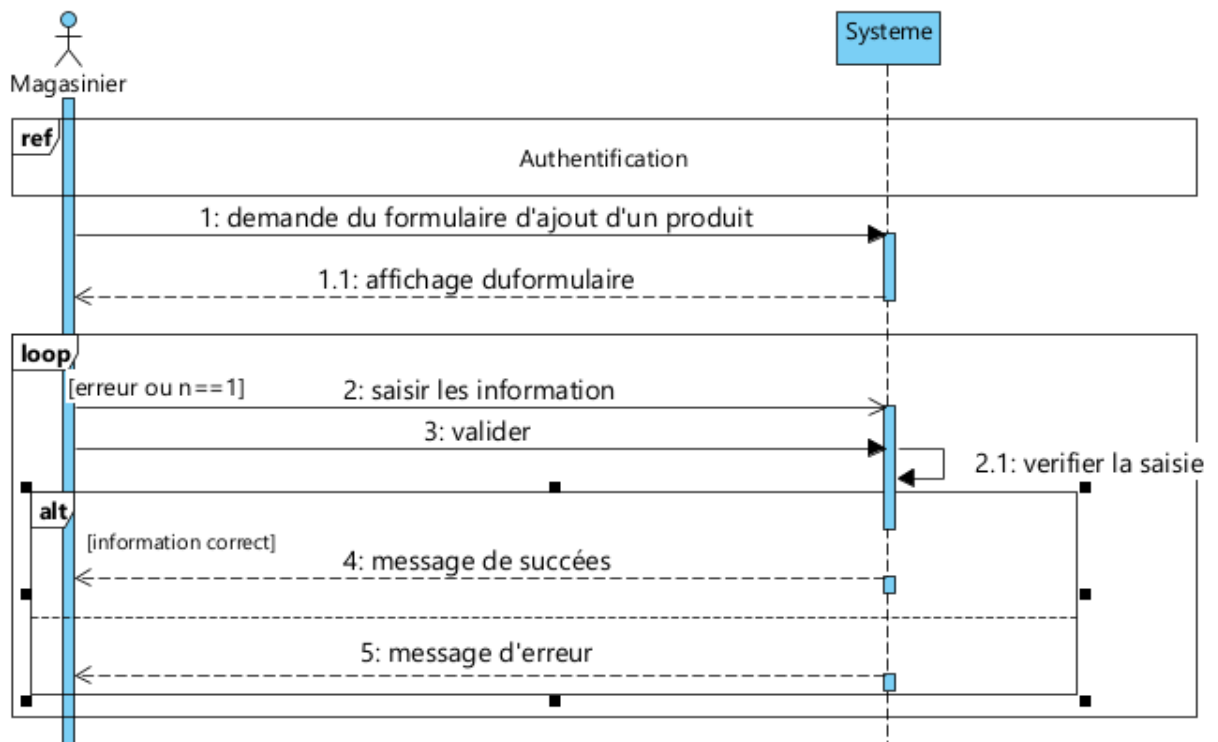 Systeme
Magasinier
ref
Authentification
1: demande du formulaire d'ajout d'un produit
1.1: affichage duformulaire
loop
[erreur ou n==1]
2: saisir les information
3: valider
2.1: verifier la saisie
alt
[information correct]
4: message de succées
5: message d'erreur